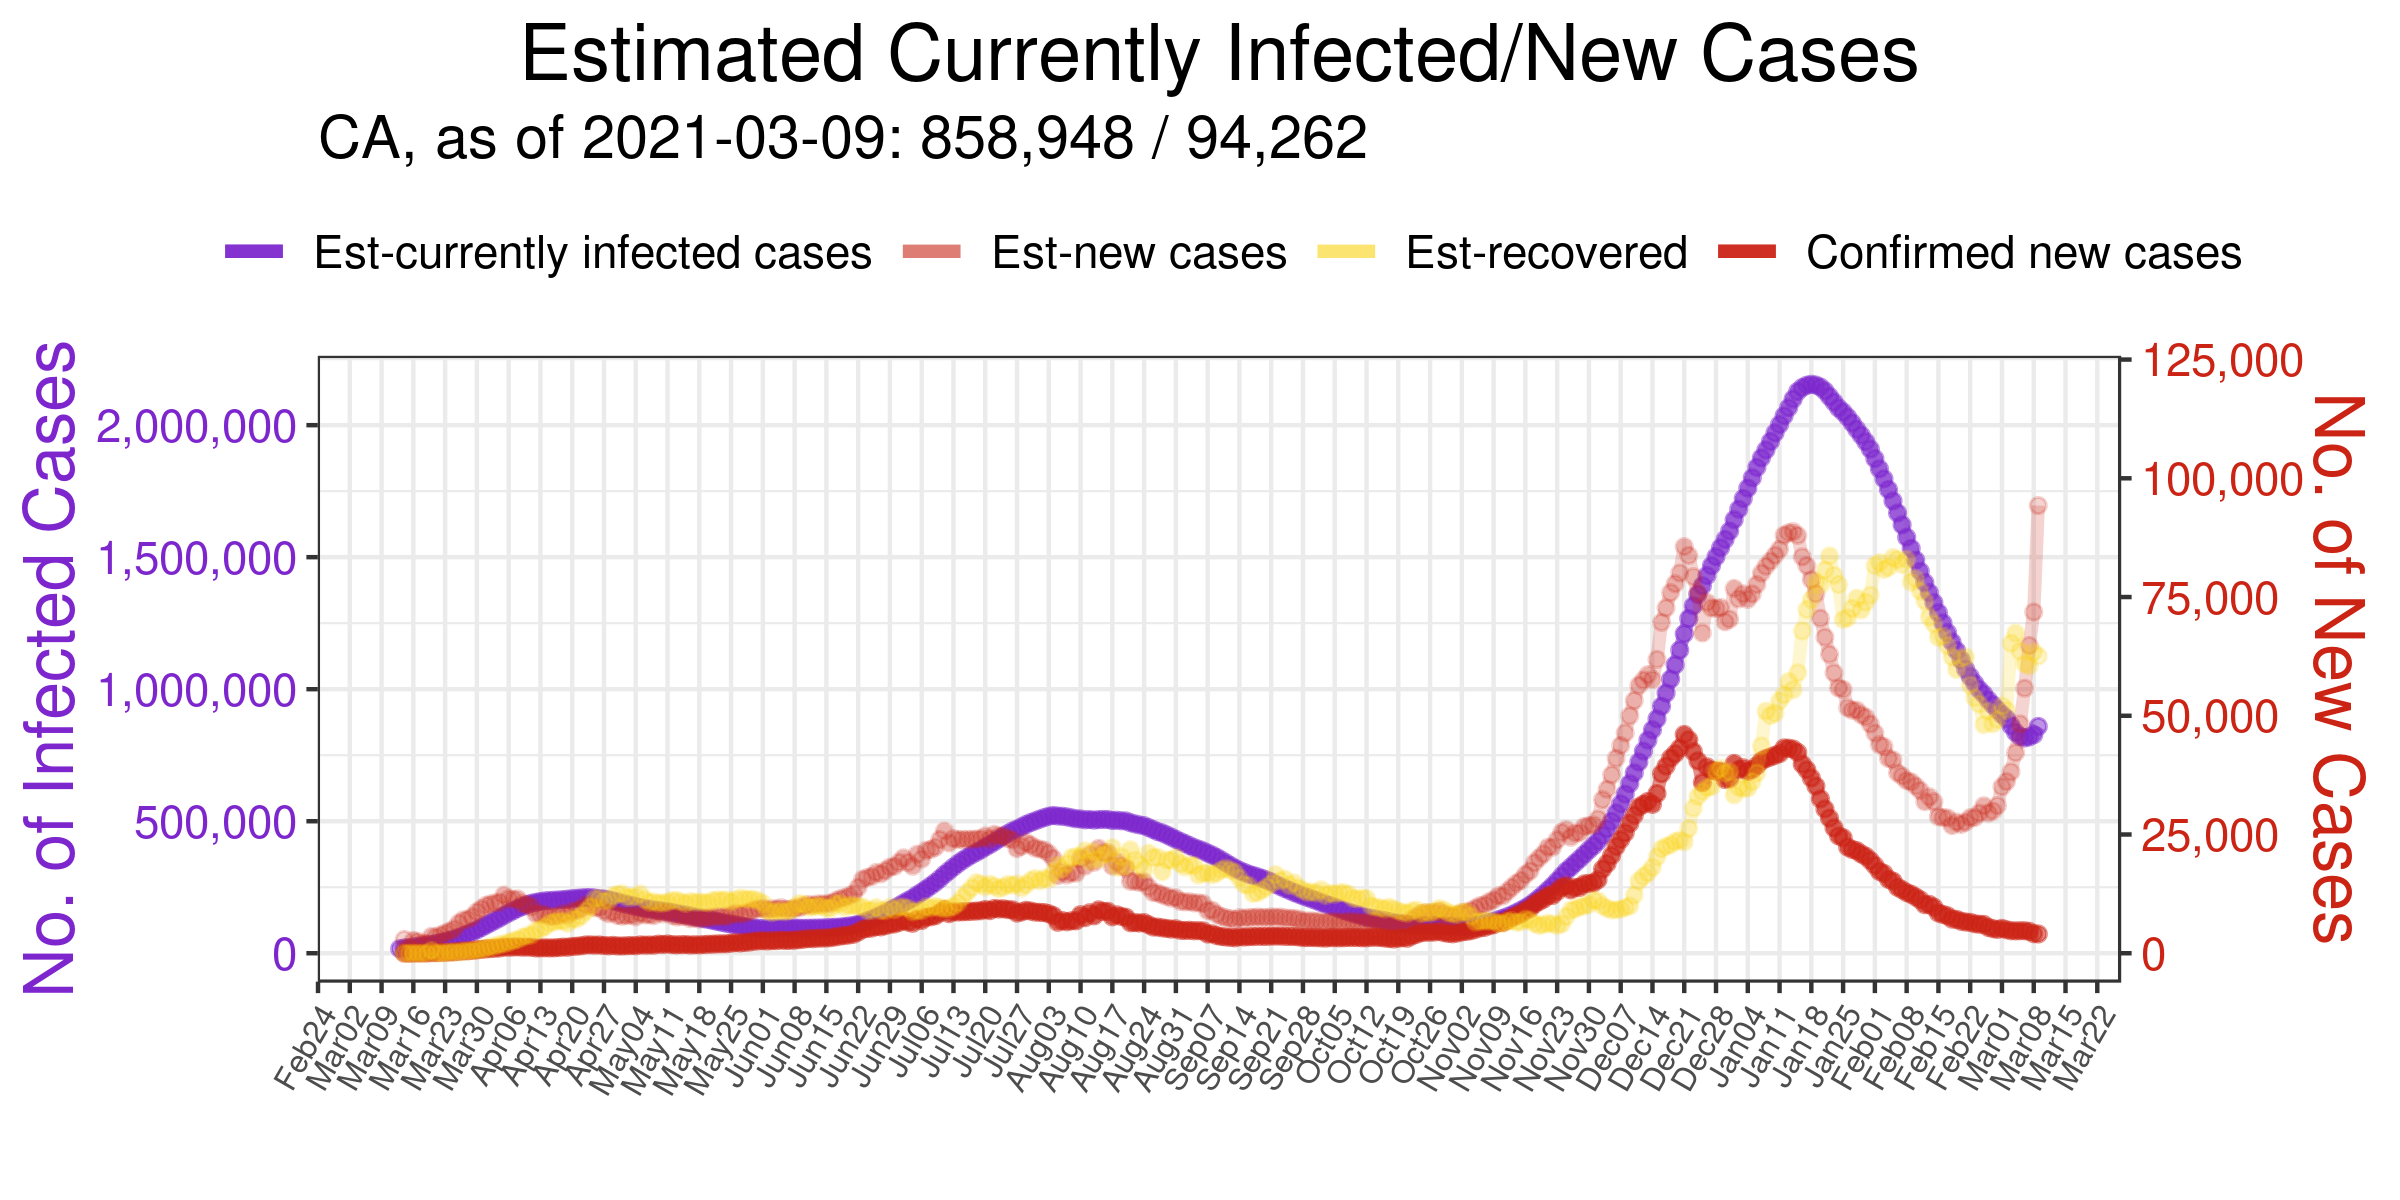 Estimated Currently Infected/New Cases
CA, as of 2021-03-09: 858,948 / 94,262
Est-currently infected cases Est-new cases Est-recovered Confirmed new cases
No. of Infected Cases
2,000,000
1,500,000
1,000,000
500,000
0
125,000
100,000
75,000
50,000
25,000
0
No. of New Cases
Feb24 Mar02 Mar09 Mar16 Mar23 Mar30 Apr06 Apr13 Apr20 Apr27 May04 May11 May18 May25 Jun01 Jun08 Jun15 Jun22 Jun29 Jul06 Jul13 Jul20 Jul27 Aug03 Aug10 Aug17 Aug24 Aug31 Sep07 Sep14 Sep21 Sep28 Oct05 Oct12 Oct19 Oct26 Nov02 Nov09 Nov16 Nov23 Nov30 Dec07 Dec14 Dec21 Dec28 Jan04 Jan11 Jan18 Jan25 Feb01 Feb08 Feb15 Feb22 Mar01 Mar08 Mar15 Mar22